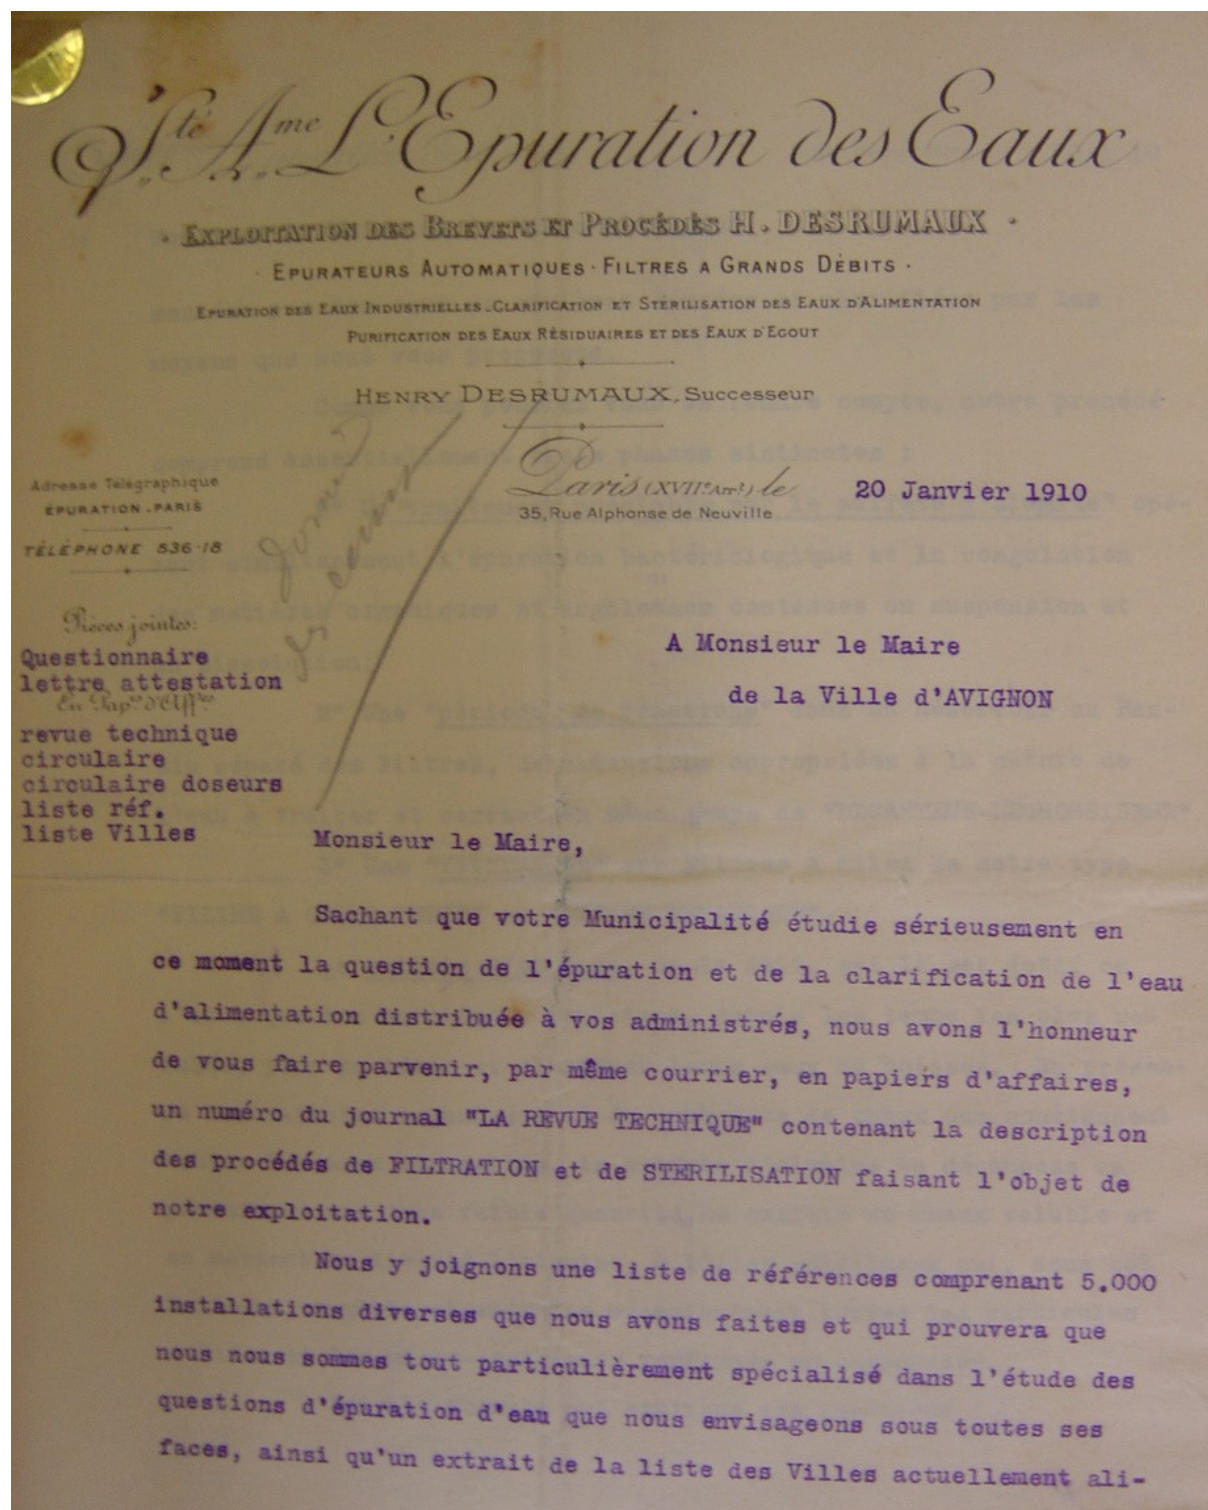 Sté Ame L'Epuration des Eaux
EXPLOITATION DES BREVETS ET PROCÉDÉS H. DESRUMAUX
EPURATEURS AUTOMATIQUES · FILTRES A GRANDS DÉBITS
EPURATION DES EAUX INDUSTRIELLES - CLARIFICATION ET STÉRILISATION DES EAUX D'ALIMENTATION
PURIFICATION DES EAUX RÉSIDUAIRES ET DES EAUX D'EGOUT
HENRY DESRUMAUX, Successeur
Adresse Télégraphique
ÉPURATION - PARIS
TÉLÉPHONE 536-18
Paris (XVIIe Arrt) le 20 Janvier 1910
35, Rue Alphonse de Neuville
Pièces jointes:
Questionnaire
lettre attestation
En Papers d'Affres
revue technique
circulaire
circulaire doseurs
liste réf.
liste Villes
A Monsieur le Maire
de la Ville d'AVIGNON
Monsieur le Maire,
Sachant que votre Municipalité étudie sérieusement en
ce moment la question de l'épuration et de la clarification de l'eau
d'alimentation distribuée à vos administrés, nous avons l'honneur
de vous faire parvenir, par même courrier, en papiers d'affaires,
un numéro du journal "LA REVUE TECHNIQUE" contenant la description
des procédés de FILTRATION et de STERILISATION faisant l'objet de
notre exploitation.
Nous y joignons une liste de références comprenant 5.000
installations diverses que nous avons faites et qui prouvera que
nous nous sommes tout particulièrement spécialisé dans l'étude des
questions d'épuration d'eau que nous envisageons sous toutes ses
faces, ainsi qu'un extrait de la liste des Villes actuellement ali-